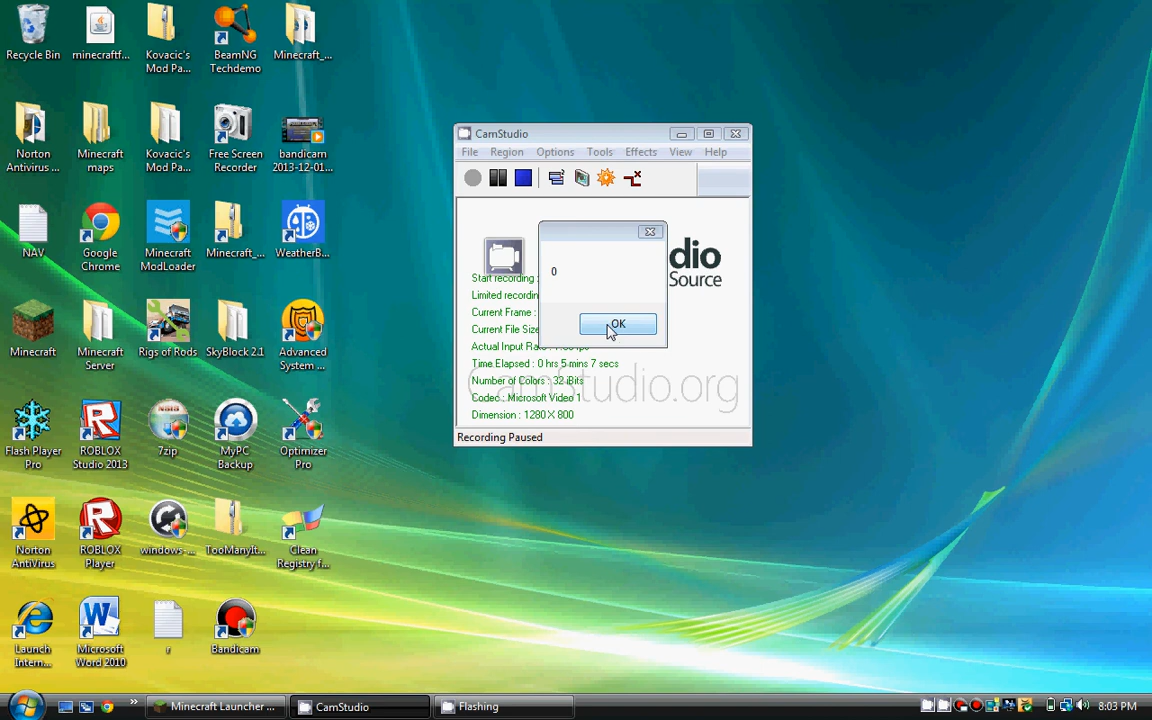 Recycle Bin
minecraftf...
Kovacic's
Mod Pa...
BeamNG
Techdemo
Minecraft_...
Norton
Antivirus ...
Minecraft
maps
Kovacic's
Mod Pa...
Free Screen
Recorder
bandicam
2013-12-01...
NAV
Google
Chrome
Minecraft
ModLoader
Minecraft_...
WeatherB...
Minecraft
Minecraft
Server
Rigs of Rods
SkyBlock 2.1
Advanced
System ...
Flash Player
Pro
ROBLOX
Studio 2013
7zip
MyPC
Backup
Optimizer
Pro
Norton
AntiVirus
ROBLOX
Player
windows-...
TooManyIt...
Clean
Registry f...
Launch
Intern...
Microsoft
Word 2010
r
Bandicam
CamStudio
File Region Options Tools Effects View Help
dio
Source
0
OK
Start recording :
Limited recordin
Current Frame :
Current File Size
Actual Input Ra
Time Elapsed : 0 hrs 5 mins 7 secs
Number of Colors : 32 iBits
Codec : Microsoft Video 1
Dimension : 1280 X 800
CamStudio.org
Recording Paused
Minecraft Launcher ...
CamStudio
Flashing
8:03 PM